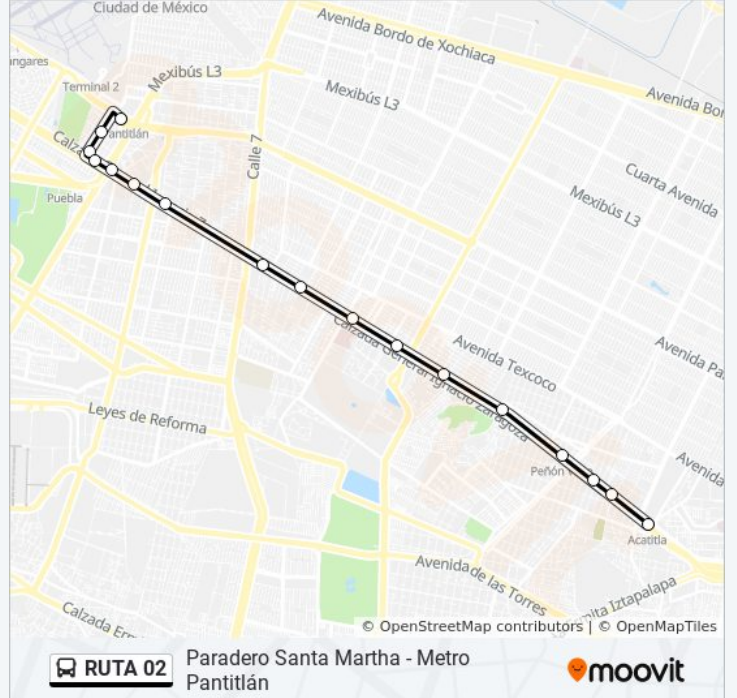 Ciudad de México
Avenida Bordo de Xochiaca
angares
Terminal 2
Mexibús L3
Mexibús L3
Avenida Bor
Pantitlán
Calza
Calle 7
Cuarta Avenida
Mexibús L3
Puebla
Calzada General Ignacio Zaragoza
Avenida Texcoco
Avenida Pa
Leyes de Reforma
Peñón
Avenida
Acatitla
Avenida de las Torres
Iztapalapa
Calzada Erm
© OpenStreetMap contributors | © OpenMapTiles
RUTA 02
Paradero Santa Martha - Metro
Pantitlán
moovit